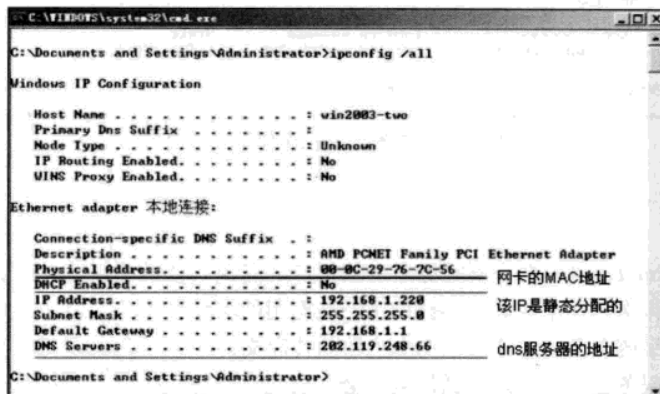 C:\WINDOWS\system32\cmd.exe
C:\Documents and Settings\Administrator>ipconfig /all
Windows IP Configuration
Host Name . . . . . . . . . . . . : win2003-two
Primary Dns Suffix . . . . . . . :
Node Type . . . . . . . . . . . . : Unknown
IP Routing Enabled. . . . . . . . : No
WINS Proxy Enabled. . . . . . . . : No
Ethernet adapter 本地连接:
Connection-specific DNS Suffix . :
Description . . . . . . . . . . . : AMD PCNET Family PCI Ethernet Adapter
Physical Address. . . . . . . . . : 00-0C-29-76-7C-56
网卡的MAC地址
DHCP Enabled. . . . . . . . . . . : No
IP Address. . . . . . . . . . . . : 192.168.1.220
该IP是静态分配的
Subnet Mask . . . . . . . . . . . : 255.255.255.0
Default Gateway . . . . . . . . . : 192.168.1.1
DNS Servers . . . . . . . . . . . : 202.119.248.66
dns服务器的地址
C:\Documents and Settings\Administrator>